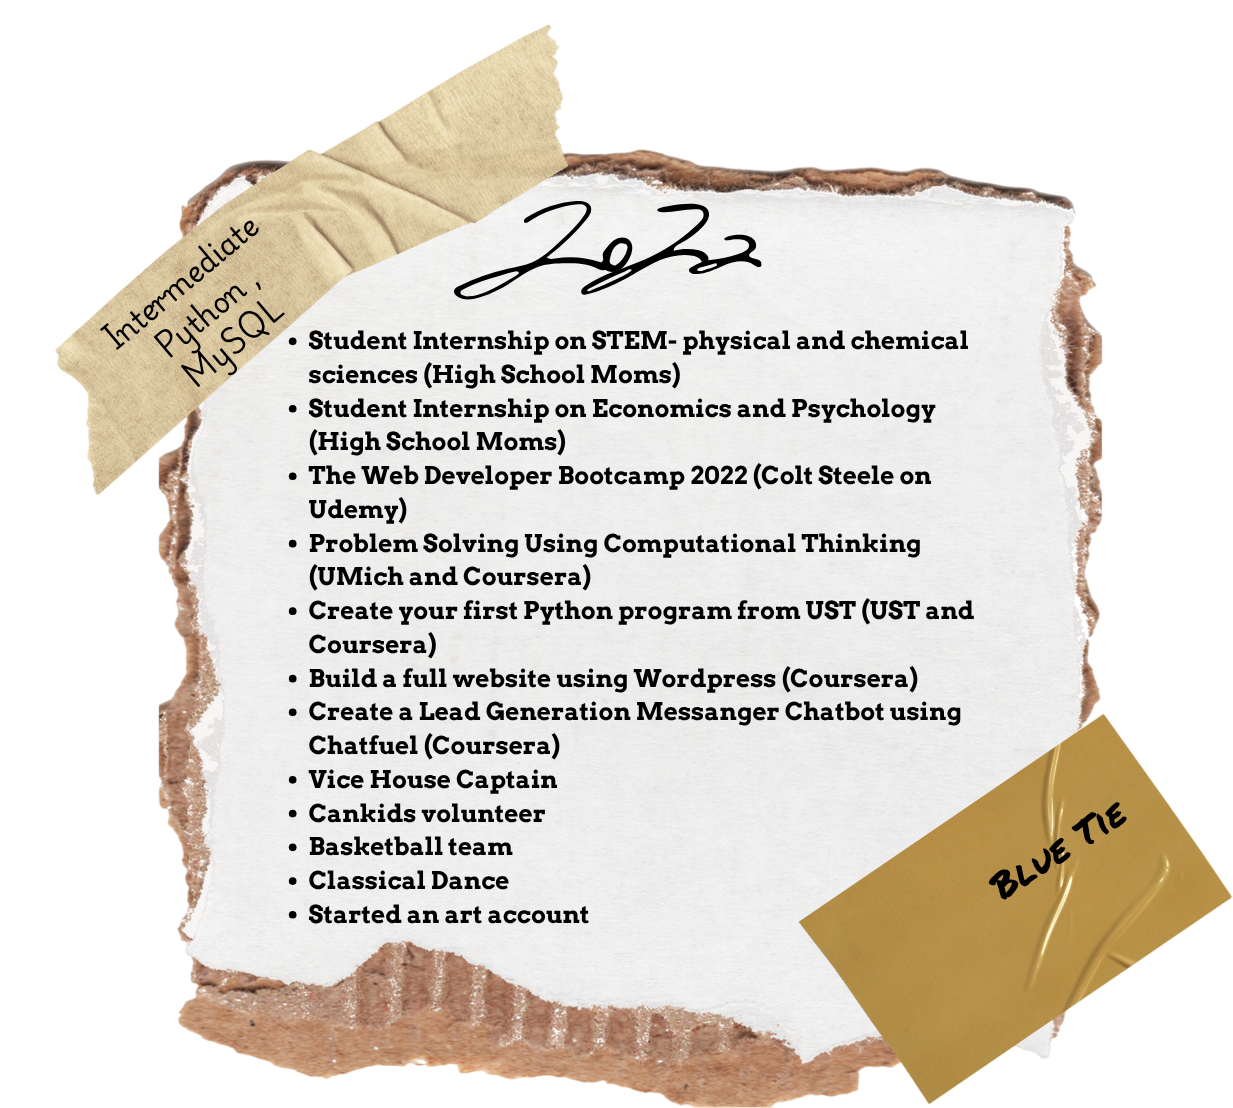 Intermediate
Python ,
MySQL
2022
• Student Internship on STEM- physical and chemical
sciences (High School Moms)
• Student Internship on Economics and Psychology
(High School Moms)
• The Web Developer Bootcamp 2022 (Colt Steele on
Udemy)
• Problem Solving Using Computational Thinking
(UMich and Coursera)
• Create your first Python program from UST (UST and
Coursera)
• Build a full website using Wordpress (Coursera)
• Create a Lead Generation Messanger Chatbot using
Chatfuel (Coursera)
• Vice House Captain
• Cankids volunteer
• Basketball team
• Classical Dance
• Started an art account
Blue Tie